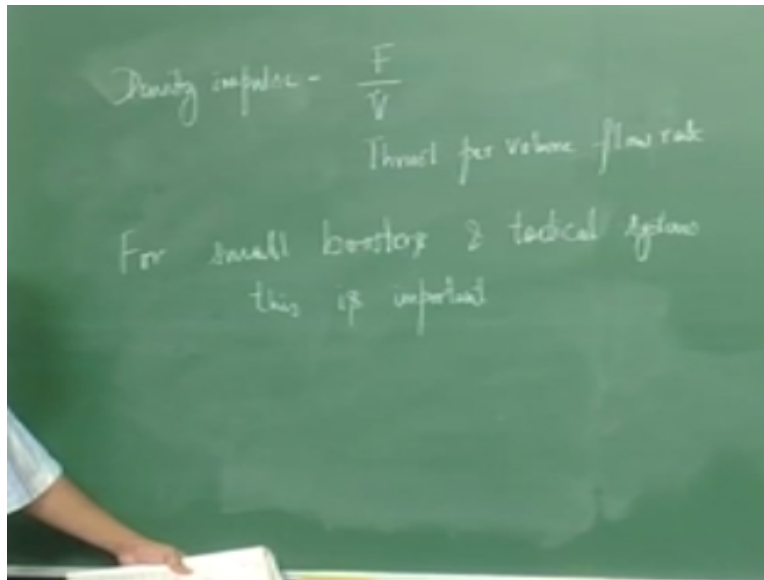 Density impulse - F
V̇
Thrust per volume flow rate
For small boosters & tactical systems
this is important